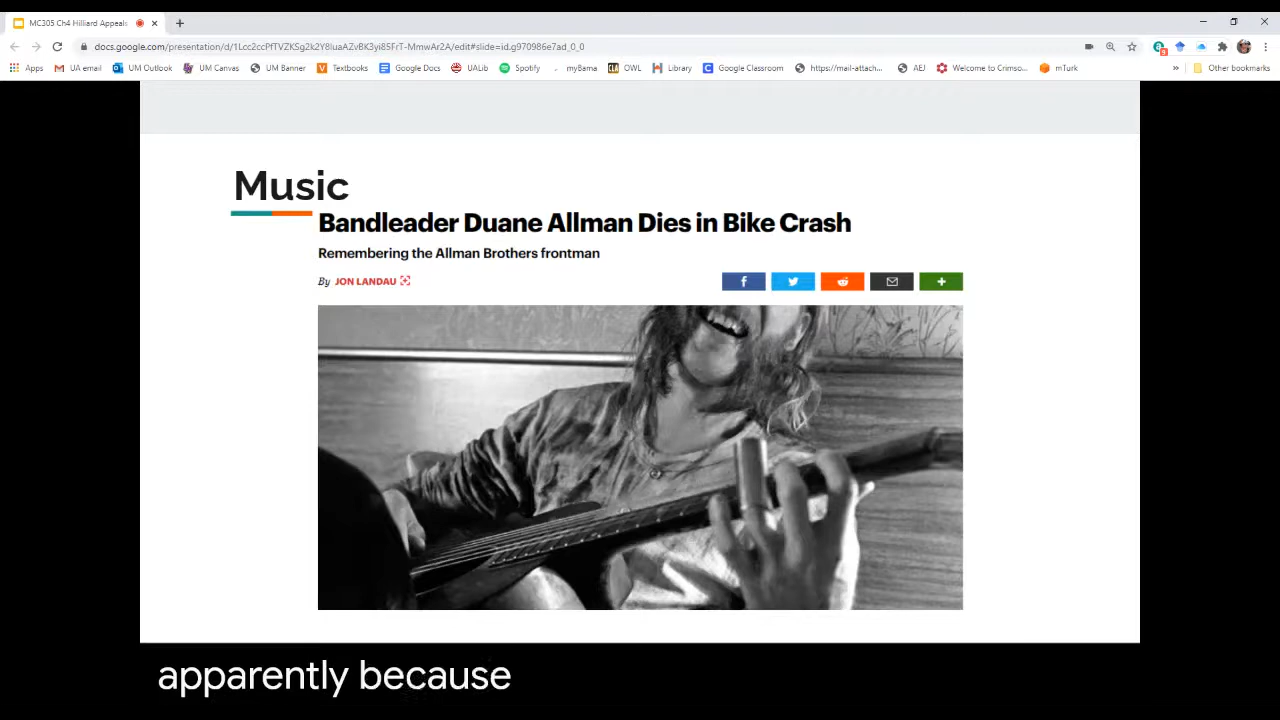 MC305 Ch4 Hilliard Appeals
docs.google.com/presentation/d/1Lcc2ccPfTVZKSg2k2Y8luaAZvBK3yi8SFrT-MmwAr2A/edit#slide=id.g970986e7ad_0_0
Apps UA email UM Outlook UM Canvas UM Banner Textbooks Google Docs UALib Spotify myBama OWL Library Google Classroom https://mail-attach... AEJ Welcome to Crimso... mTurk » Other bookmarks
Music
Bandleader Duane Allman Dies in Bike Crash
Remembering the Allman Brothers frontman
By JON LANDAU
apparently because